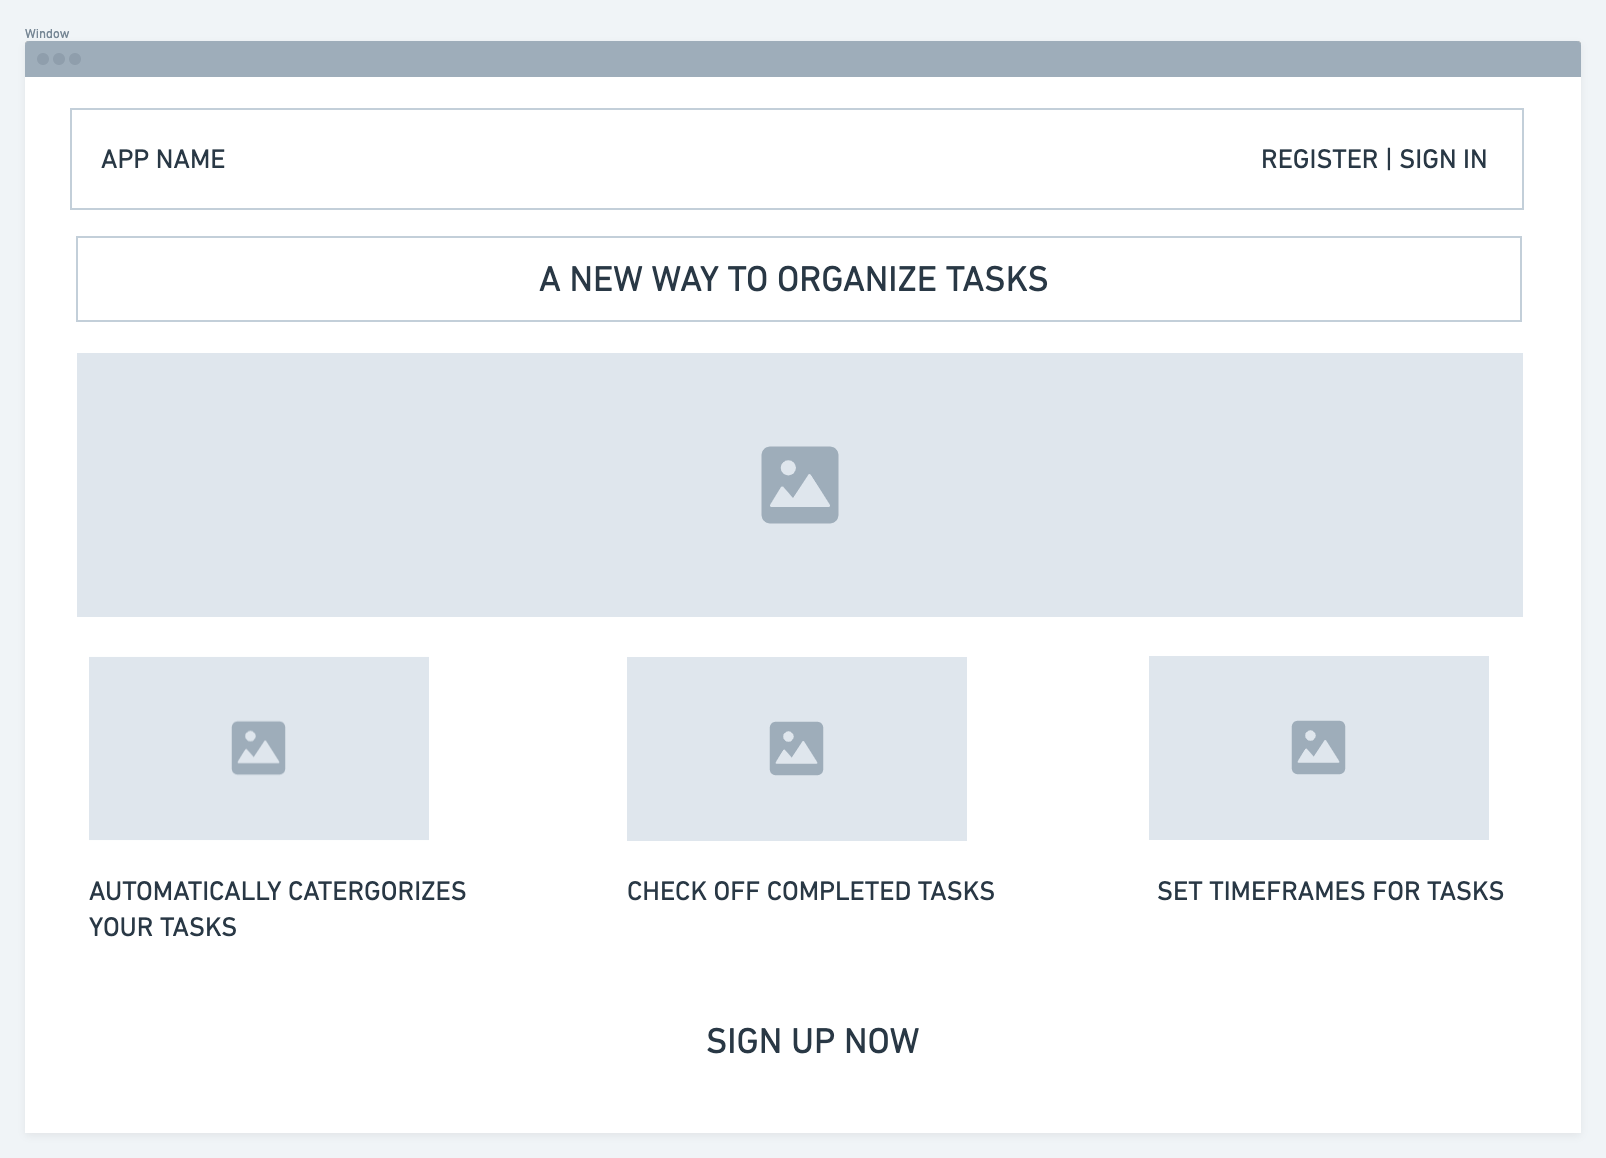 Window
APP NAME
REGISTER | SIGN IN
A NEW WAY TO ORGANIZE TASKS
AUTOMATICALLY CATERGORIZES
YOUR TASKS
CHECK OFF COMPLETED TASKS
SET TIMEFRAMES FOR TASKS
SIGN UP NOW